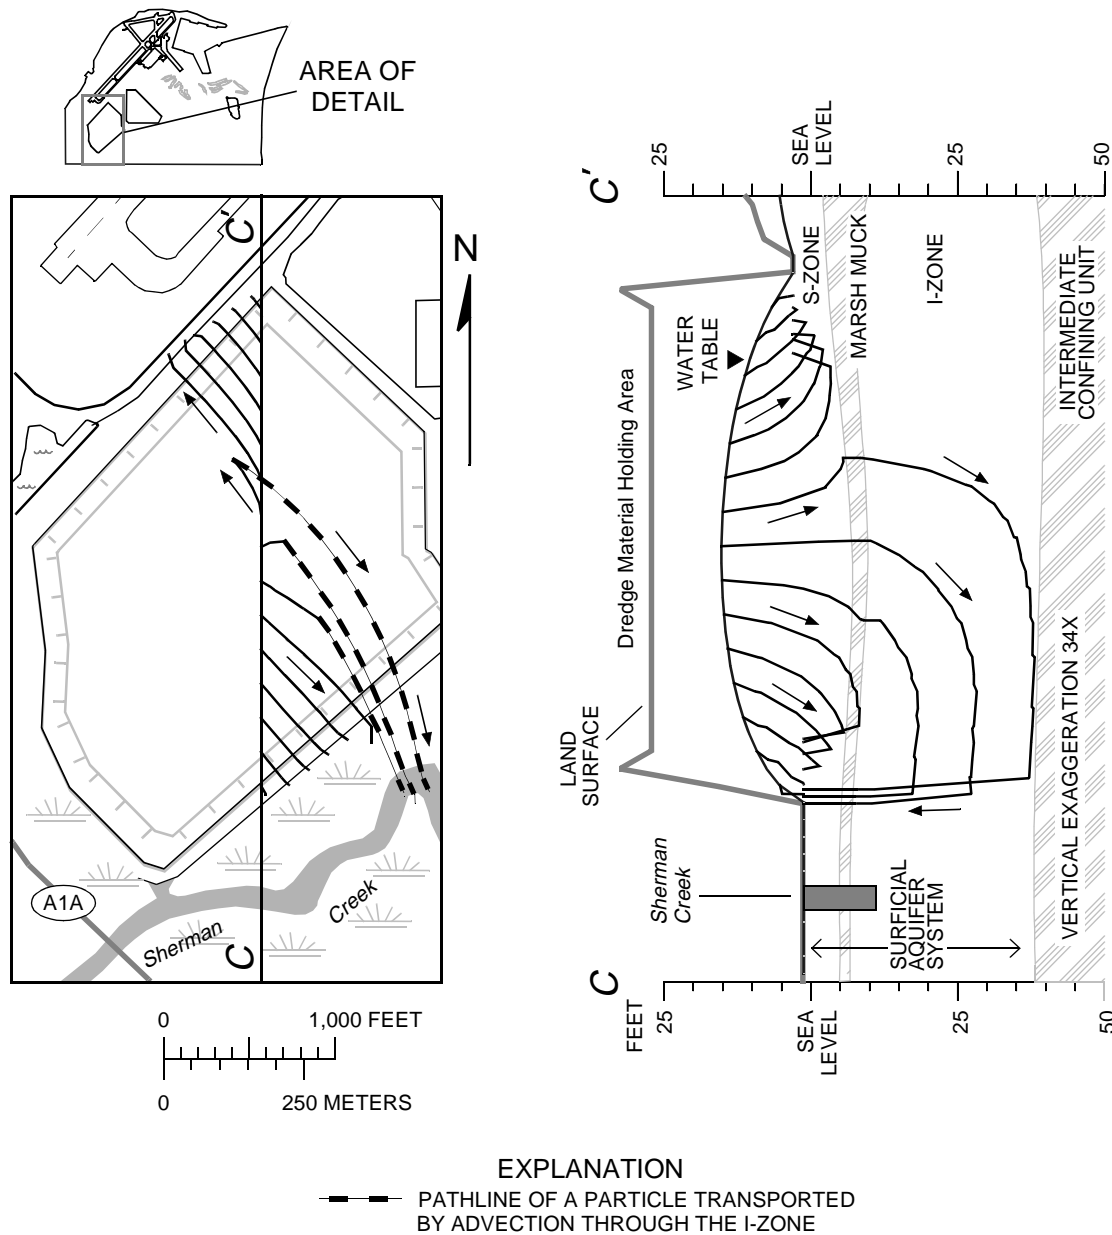 AREA OF
DETAIL
C'
N
A1A
Sherman
Creek
C
0
1,000 FEET
0
250 METERS
C'
25
SEA
LEVEL
25
50
S-ZONE
MARSH MUCK
I-ZONE
INTERMEDIATE
CONFINING UNIT
WATER
TABLE
Dredge Material Holding Area
LAND
SURFACE
VERTICAL EXAGGERATION 34X
Sherman
Creek
SURFICIAL
AQUIFER
SYSTEM
C
FEET
25
SEA
LEVEL
25
50
EXPLANATION
PATHLINE OF A PARTICLE TRANSPORTED
BY ADVECTION THROUGH THE I-ZONE